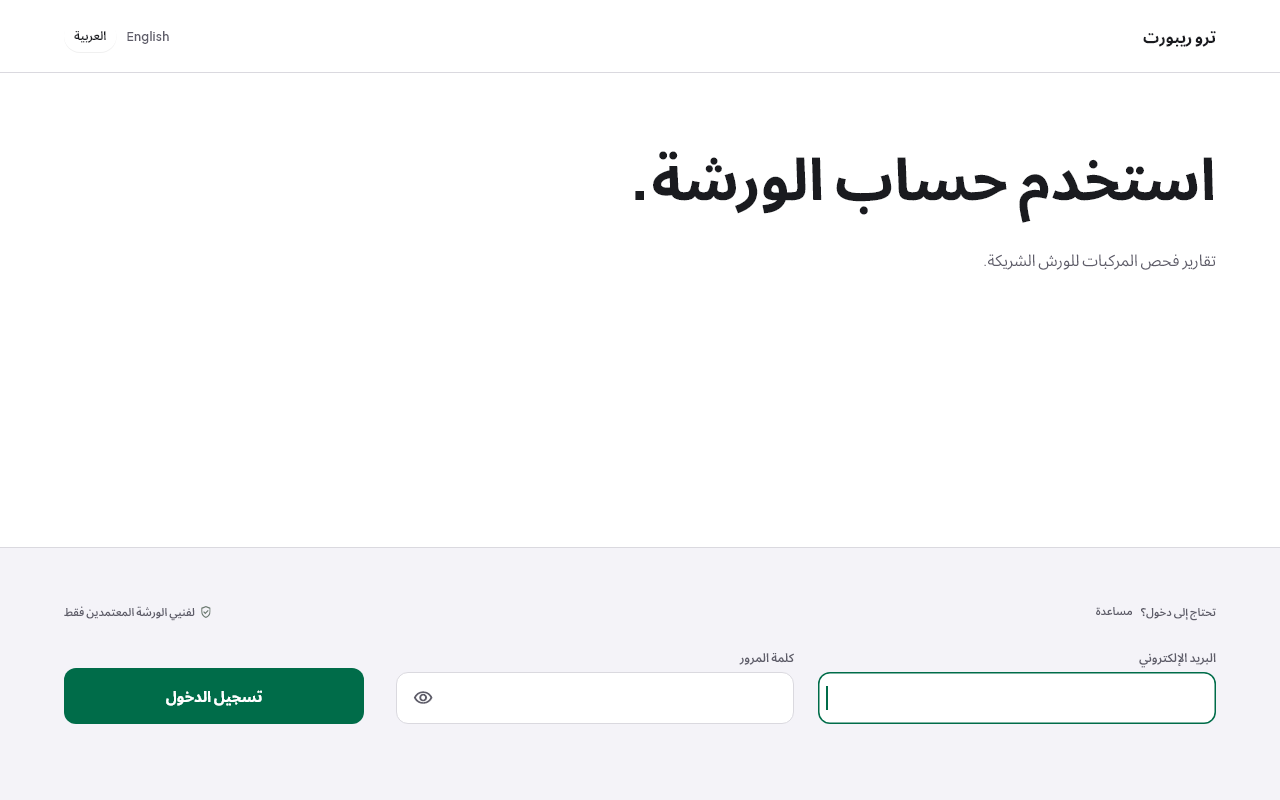 ترو ريبورت
English
العربية
استخدم حساب الورشة.
تقارير فحص المركبات للورش الشريكة.
تحتاج إلى دخول؟ مساعدة
لفنيي الورشة المعتمدين فقط
البريد الإلكتروني
كلمة المرور
تسجيل الدخول